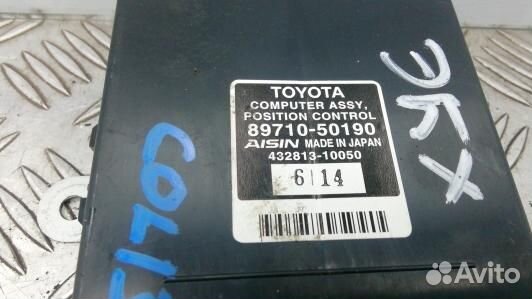 TOYOTA
COMPUTER ASSY,
POSITION CONTROL
89710-50190
AISIN MADE IN JAPAN
432813-10050
6 14
Avito